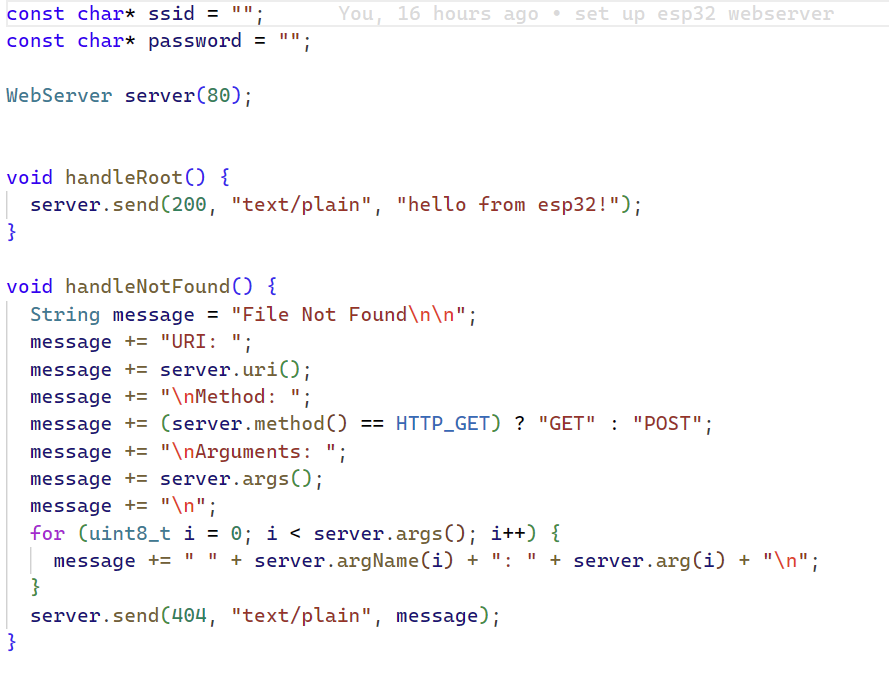 const char* ssid = "";     You, 16 hours ago • set up esp32 webserver
const char* password = "";

WebServer server(80);


void handleRoot() {
  server.send(200, "text/plain", "hello from esp32!");
}

void handleNotFound() {
  String message = "File Not Found\n\n";
  message += "URI: ";
  message += server.uri();
  message += "\nMethod: ";
  message += (server.method() == HTTP_GET) ? "GET" : "POST";
  message += "\nArguments: ";
  message += server.args();
  message += "\n";
  for (uint8_t i = 0; i < server.args(); i++) {
    message += " " + server.argName(i) + ": " + server.arg(i) + "\n";
  }
  server.send(404, "text/plain", message);
}